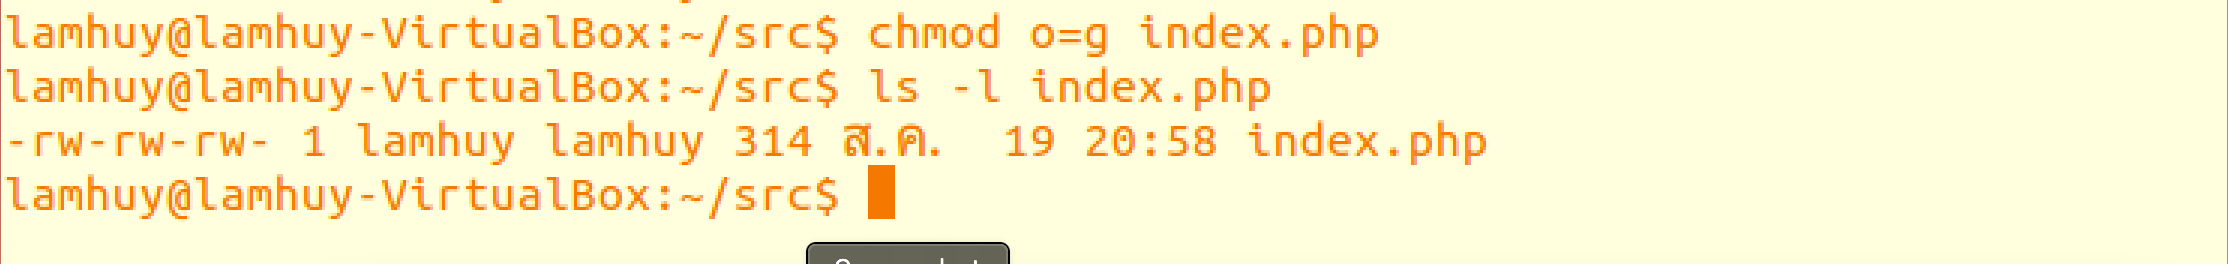 lamhuy@lamhuy-VirtualBox:~/src$ chmod o=g index.php
lamhuy@lamhuy-VirtualBox:~/src$ ls -l index.php
-rw-rw-rw- 1 lamhuy lamhuy 314 ส.ค.  19 20:58 index.php
lamhuy@lamhuy-VirtualBox:~/src$